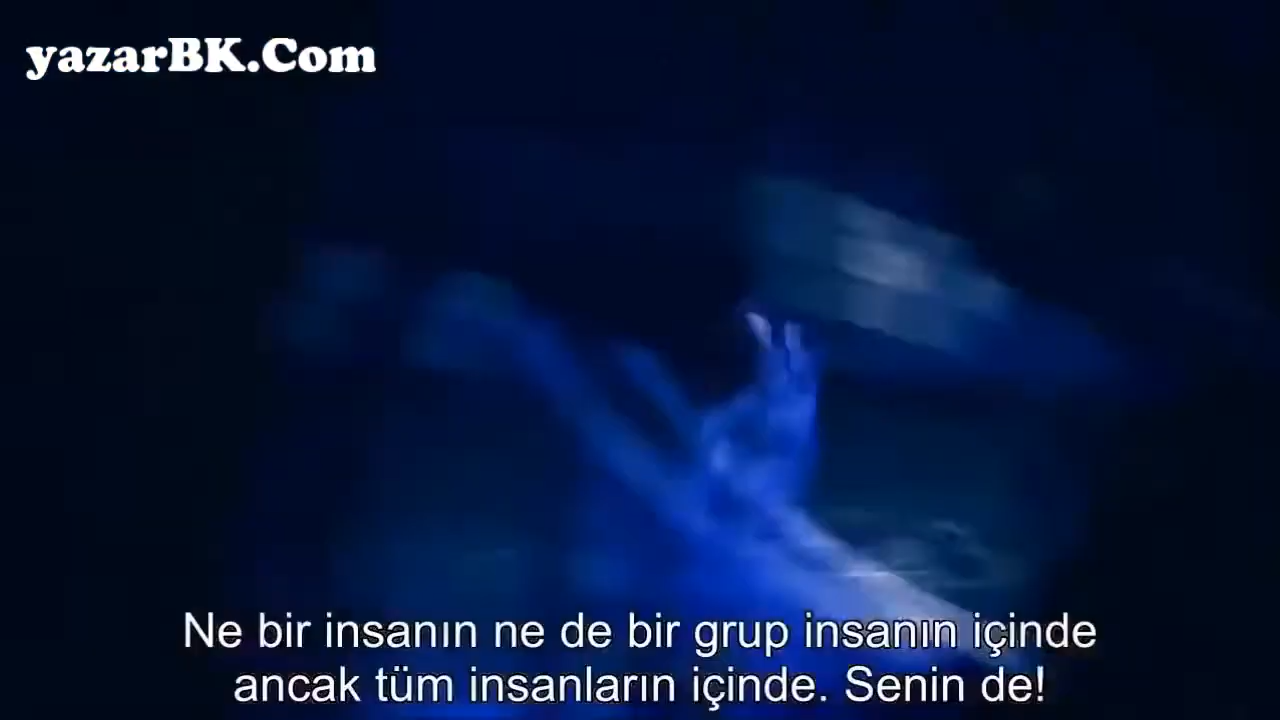 yazarBK.Com
Ne bir insanın ne de bir grup insanın içinde
ancak tüm insanların içinde. Senin de!